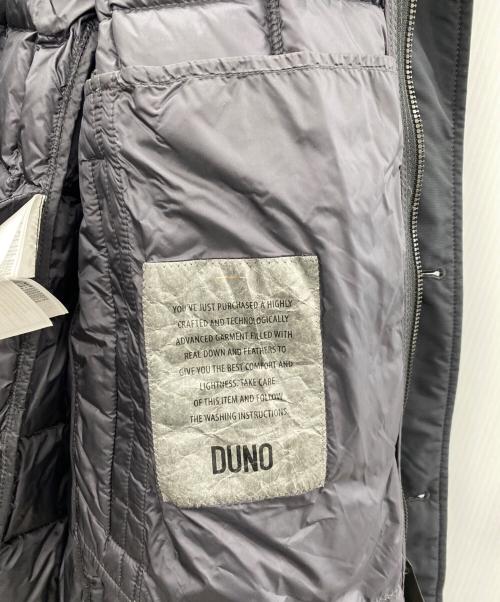 YOU'VE JUST PURCHASED A HIGHLY
CRAFTED AND TECHNOLOGICALLY
ADVANCED GARMENT FILLED WITH
REAL DOWN AND FEATHERS TO
GIVE YOU THE BEST COMFORT AND
LIGHTNESS. TAKE CARE
OF THIS ITEM AND FOLLOW
THE WASHING INSTRUCTIONS
DUNO